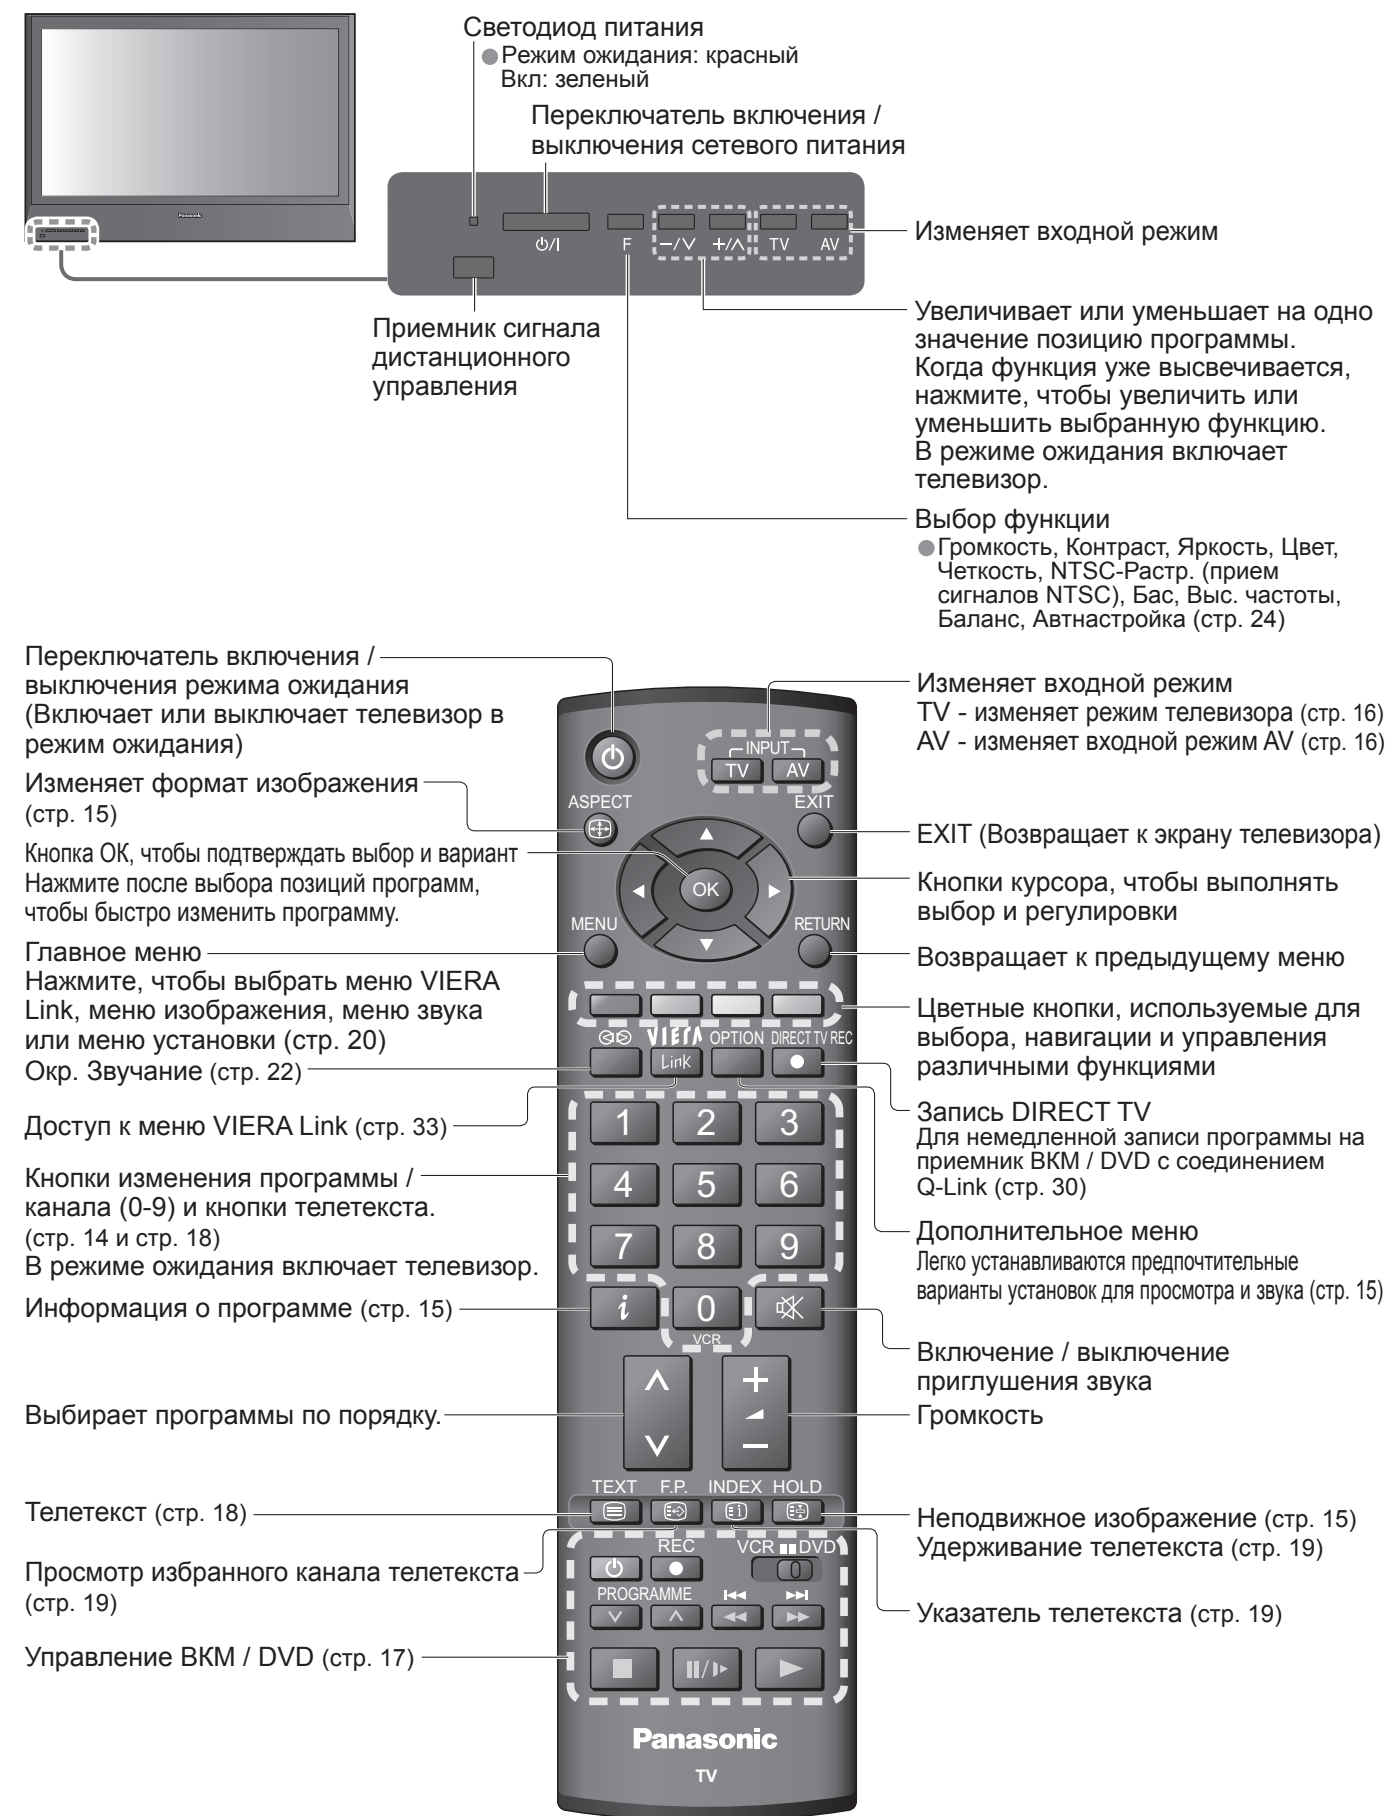 Светодиод питания
Режим ожидания: красный
Вкл: зеленый
Переключатель включения /
выключения сетевого питания
Panasonic
⏻/I
F
−/∨
+/∧
TV
AV
Изменяет входной режим
Приемник сигнала
дистанционного
управления
Увеличивает или уменьшает на одно
значение позицию программы.
Когда функция уже высвечивается,
нажмите, чтобы увеличить или
уменьшить выбранную функцию.
В режиме ожидания включает
телевизор.
Выбор функции
Громкость, Контраст, Яркость, Цвет,
Четкость, NTSC-Растр. (прием
сигналов NTSC), Бас, Выс. частоты,
Баланс, Автнастройка (стр. 24)
Переключатель включения /
выключения режима ожидания
(Включает или выключает телевизор в
режим ожидания)
Изменяет формат изображения
(стр. 15)
Кнопка ОК, чтобы подтверждать выбор и вариант
Нажмите после выбора позиций программ,
чтобы быстро изменить программу.
Главное меню
Нажмите, чтобы выбрать меню VIERA
Link, меню изображения, меню звука
или меню установки (стр. 20)
Окр. Звучание (стр. 22)
Доступ к меню VIERA Link (стр. 33)
Кнопки изменения программы /
канала (0-9) и кнопки телетекста.
(стр. 14 и стр. 18)
В режиме ожидания включает телевизор.
Информация о программе (стр. 15)
Выбирает программы по порядку.
Телетекст (стр. 18)
Просмотр избранного канала телетекста
(стр. 19)
Управление ВКМ / DVD (стр. 17)
INPUT
TV AV
ASPECT EXIT
OK
MENU RETURN
VIERA OPTION DIRECT TV REC
Link
1 2 3
4 5 6
7 8 9
i 0
VCR
+
−
TEXT F.P. INDEX HOLD
REC VCR DVD
PROGRAMME
Panasonic
TV
Изменяет входной режим
TV - изменяет режим телевизора (стр. 16)
AV - изменяет входной режим AV (стр. 16)
EXIT (Возвращает к экрану телевизора)
Кнопки курсора, чтобы выполнять
выбор и регулировки
Возвращает к предыдущему меню
Цветные кнопки, используемые для
выбора, навигации и управления
различными функциями
Запись DIRECT TV
Для немедленной записи программы на
приемник ВКМ / DVD с соединением
Q-Link (стр. 30)
Дополнительное меню
Легко устанавливаются предпочтительные
варианты установок для просмотра и звука (стр. 15)
Включение / выключение
приглушения звука
Громкость
Неподвижное изображение (стр. 15)
Удерживание телетекста (стр. 19)
Указатель телетекста (стр. 19)